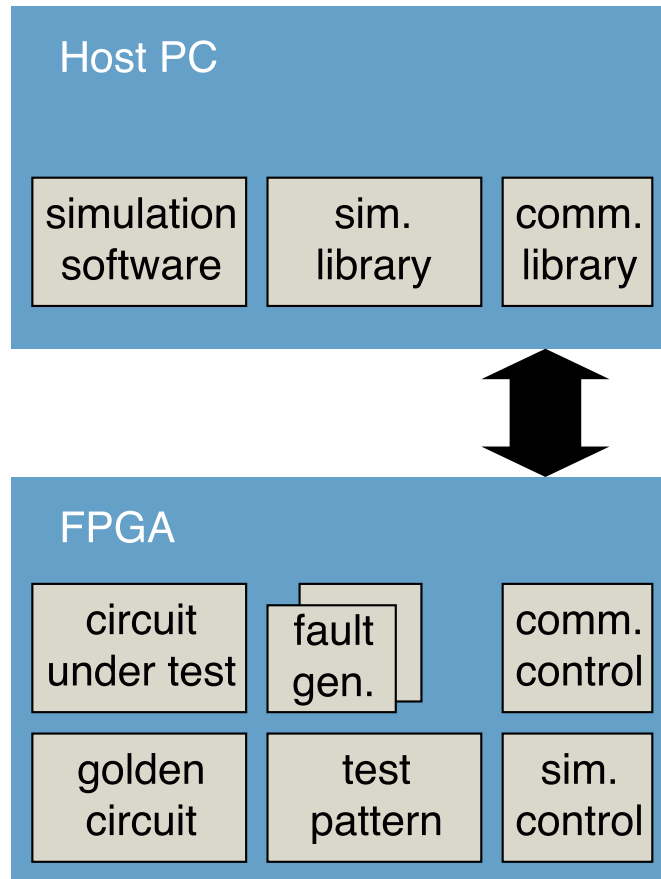 Host PC
simulation
software
sim.
library
comm.
library
FPGA
circuit
under test
fault
gen.
comm.
control
golden
circuit
test
pattern
sim.
control